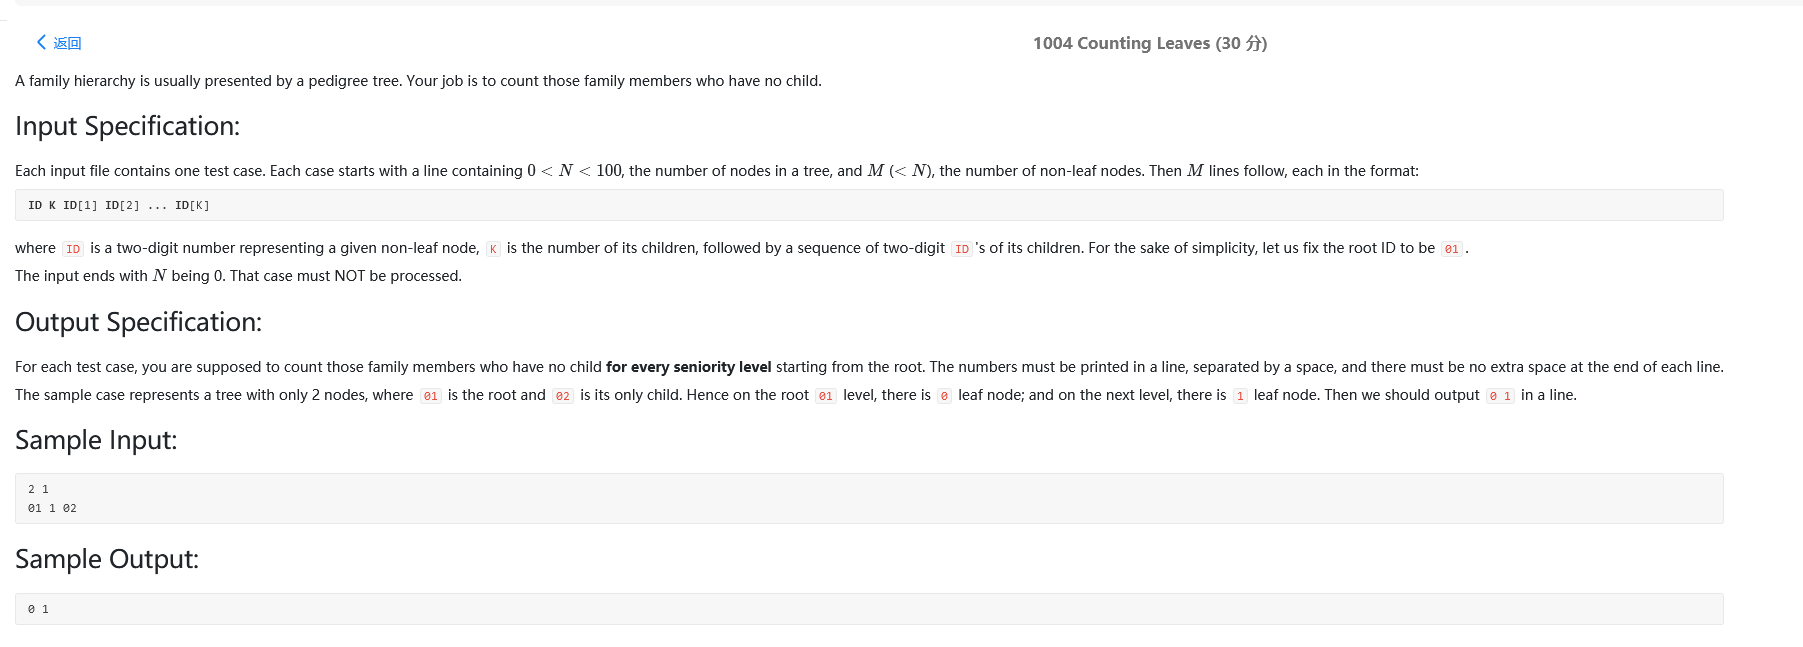 返回
1004 Counting Leaves (30 分)
A family hierarchy is usually presented by a pedigree tree. Your job is to count those family members who have no child.
Input Specification:
Each input file contains one test case. Each case starts with a line containing 0 < N < 100, the number of nodes in a tree, and M (< N), the number of non-leaf nodes. Then M lines follow, each in the format:
ID K ID[1] ID[2] ... ID[K]
where ID is a two-digit number representing a given non-leaf node, K is the number of its children, followed by a sequence of two-digit ID 's of its children. For the sake of simplicity, let us fix the root ID to be 01 .
The input ends with N being 0. That case must NOT be processed.
Output Specification:
For each test case, you are supposed to count those family members who have no child for every seniority level starting from the root. The numbers must be printed in a line, separated by a space, and there must be no extra space at the end of each line.
The sample case represents a tree with only 2 nodes, where 01 is the root and 02 is its only child. Hence on the root 01 level, there is 0 leaf node; and on the next level, there is 1 leaf node. Then we should output 0 1 in a line.
Sample Input:
2 1
01 1 02
Sample Output:
0 1